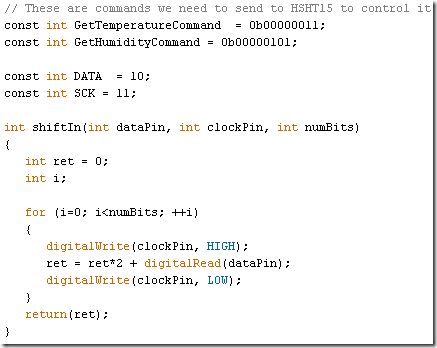 // These are commands we need to send to HSHT15 to control it
const int GetTemperatureCommand  = 0b00000011;
const int GetHumidityCommand = 0b00000101;

const int DATA  = 10;
const int SCK = 11;

int shiftIn(int dataPin, int clockPin, int numBits)
{
   int ret = 0;
   int i;

   for (i=0; i<numBits; ++i)
   {
      digitalWrite(clockPin, HIGH);
      ret = ret*2 + digitalRead(dataPin);
      digitalWrite(clockPin, LOW);
   }
   return(ret);
}